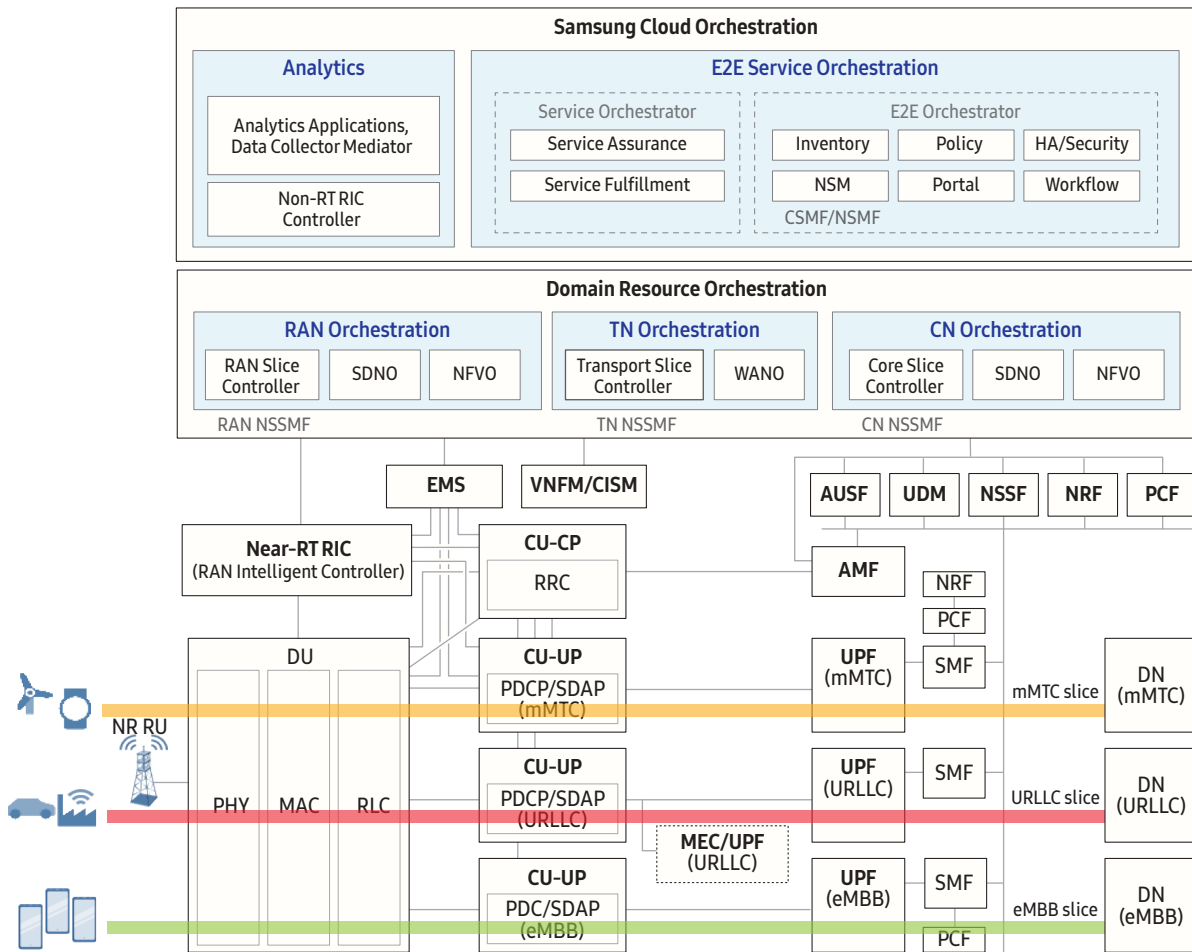 Samsung Cloud Orchestration
Analytics
Analytics Applications,
Data Collector Mediator
Non-RT RIC
Controller
E2E Service Orchestration
Service Orchestrator
Service Assurance
Service Fulfillment
E2E Orchestrator
Inventory
Policy
HA/Security
NSM
Portal
Workflow
CSMF/NSMF
Domain Resource Orchestration
RAN Orchestration
RAN Slice
Controller
SDNO
NFVO
RAN NSSMF
TN Orchestration
Transport Slice
Controller
WANO
TN NSSMF
CN Orchestration
Core Slice
Controller
SDNO
NFVO
CN NSSMF
EMS
VNFM/CISM
AUSF
UDM
NSSF
NRF
PCF
Near-RT RIC
(RAN Intelligent Controller)
CU-CP
RRC
AMF
NRF
PCF
SMF
DU
PHY
MAC
RLC
CU-UP
PDCP/SDAP
(mMTC)
UPF
(mMTC)
mMTC slice
DN
(mMTC)
NR RU
CU-UP
PDCP/SDAP
(URLLC)
MEC/UPF
(URLLC)
UPF
(URLLC)
SMF
URLLC slice
DN
(URLLC)
CU-UP
PDC/SDAP
(eMBB)
UPF
(eMBB)
SMF
PCF
eMBB slice
DN
(eMBB)